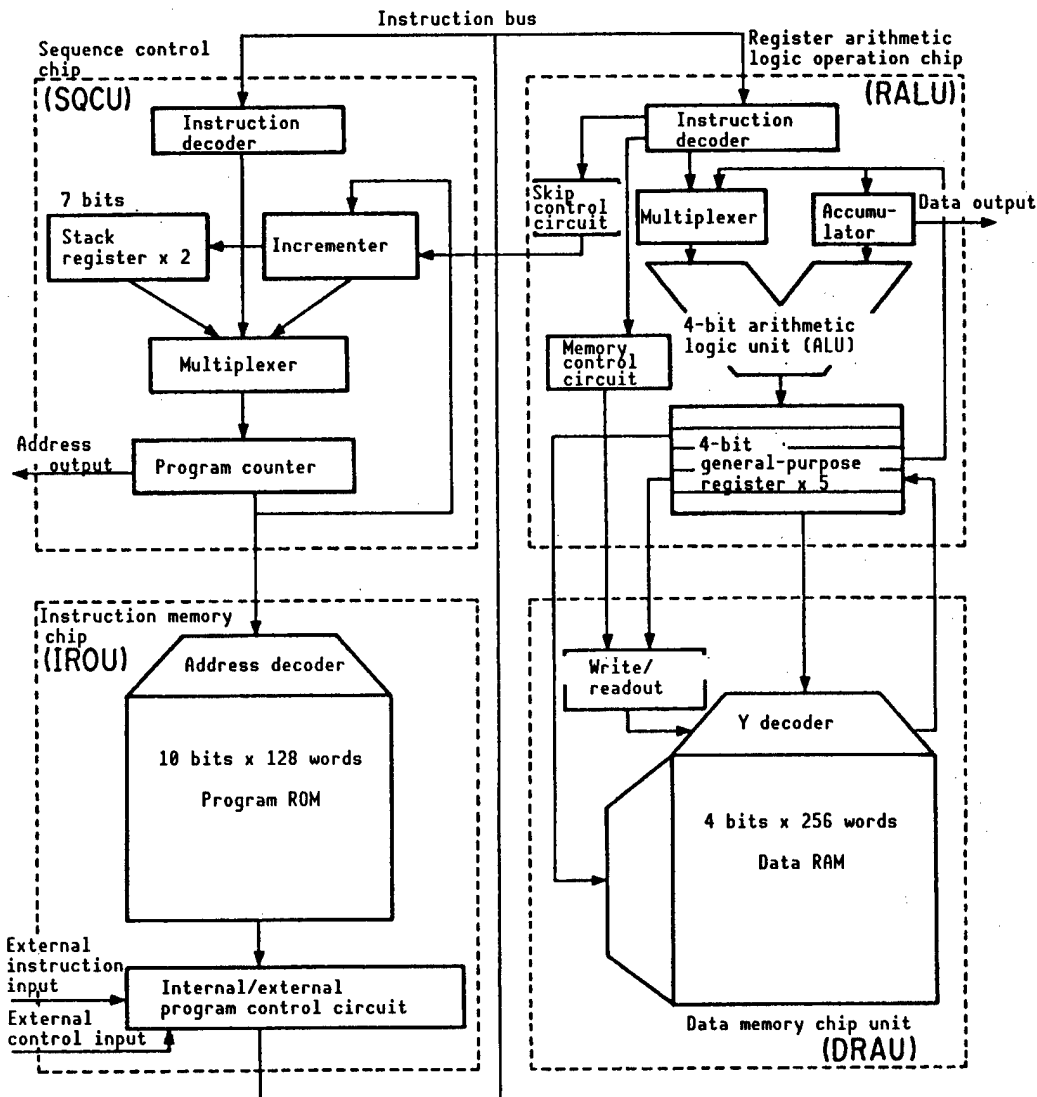 Instruction bus
Sequence control
chip
(SQCU)
Instruction
decoder
7 bits
Stack
register x 2
Incrementer
Multiplexer
Program counter
Address
output
Register arithmetic
logic operation chip
(RALU)
Instruction
decoder
Skip
control
circuit
Multiplexer
Accumu-
lator
Data output
4-bit arithmetic
logic unit (ALU)
Memory
control
circuit
4-bit
general-purpose
register x 5
Instruction memory
chip
(IROU)
Address decoder
10 bits x 128 words
Program ROM
External
instruction
input
External
control input
Internal/external
program control circuit
Write/
readout
Y decoder
4 bits x 256 words
Data RAM
Data memory chip unit
(DRAU)